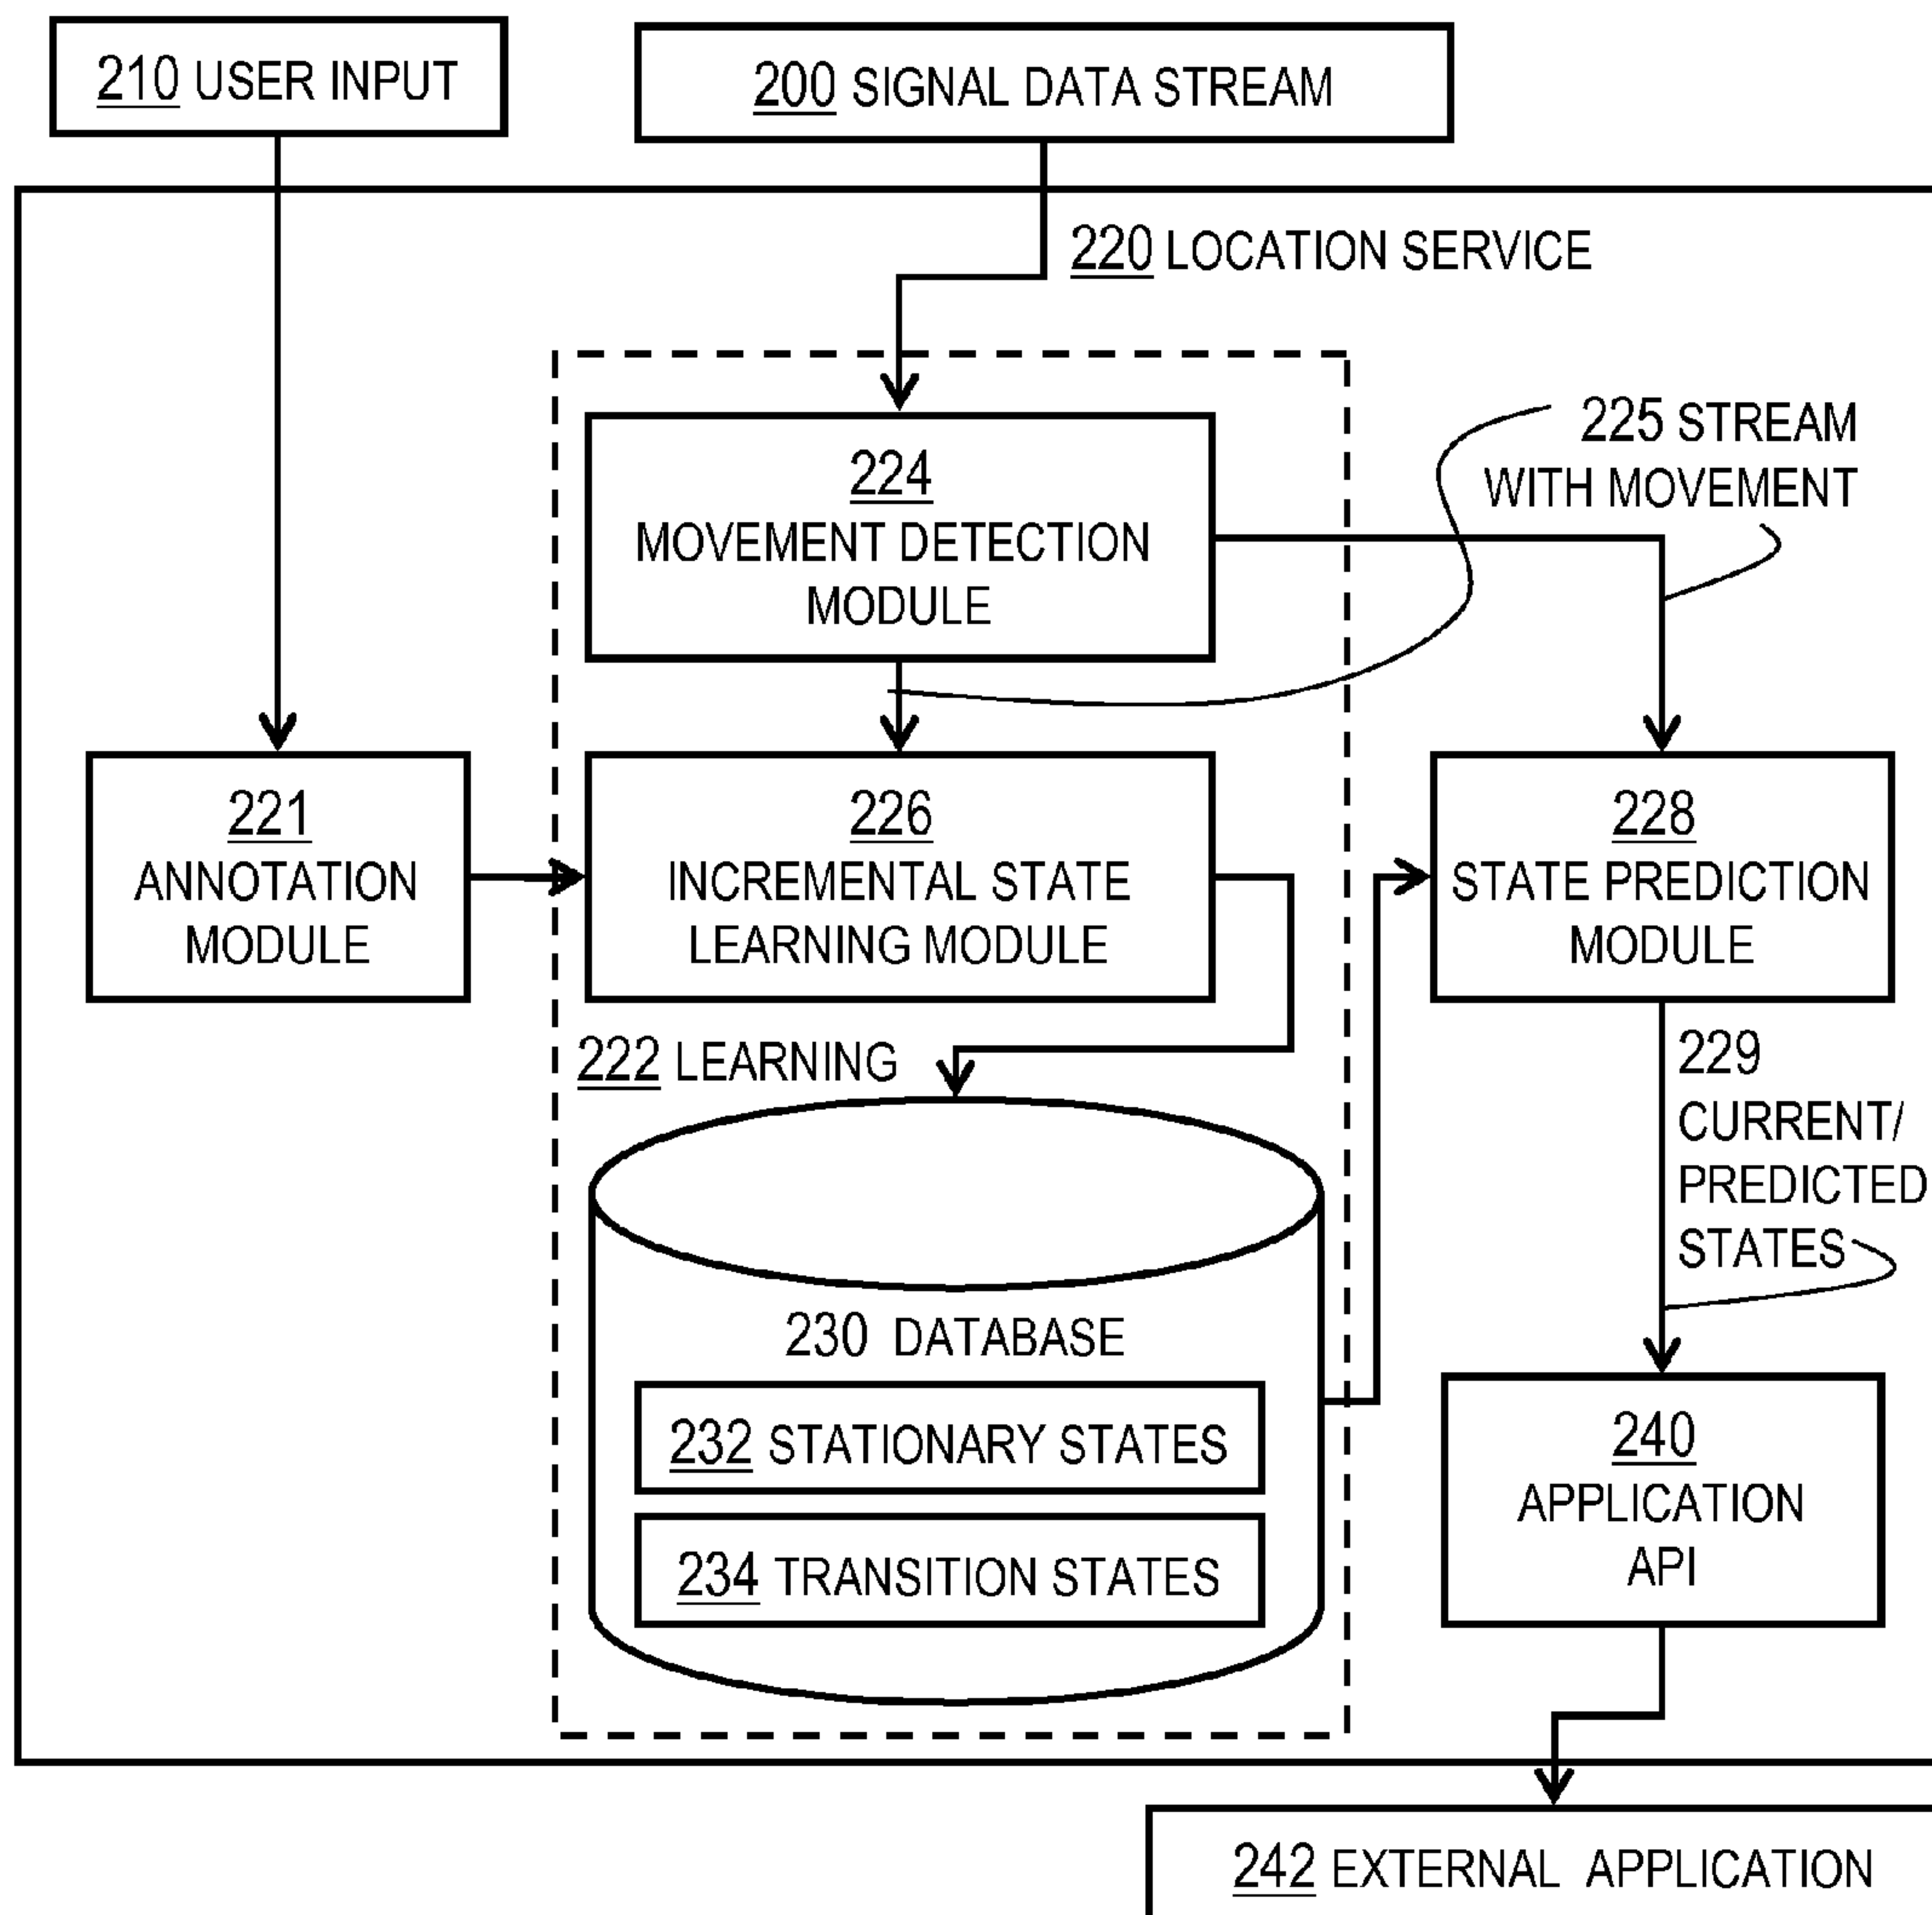 210 USER INPUT
200 SIGNAL DATA STREAM
220 LOCATION SERVICE
225 STREAM
WITH MOVEMENT
224
MOVEMENT DETECTION
MODULE
221
ANNOTATION
MODULE
226
INCREMENTAL STATE
LEARNING MODULE
228
STATE PREDICTION
MODULE
222 LEARNING
229
CURRENT/
PREDICTED
STATES
230 DATABASE
232 STATIONARY STATES
234 TRANSITION STATES
240
APPLICATION
API
242 EXTERNAL APPLICATION